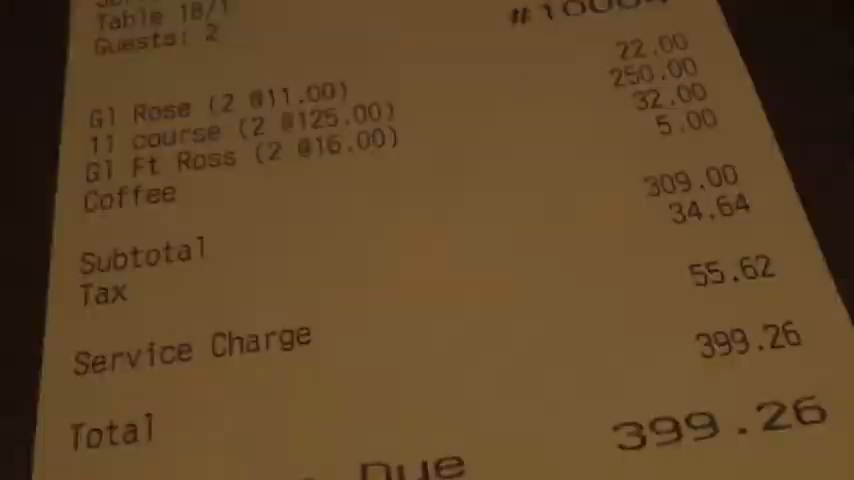 Table 18/1
Guests: 2
Gl Rose (2 @11.00) 22.00
11 course (2 @125.00) 250.00
Gl Ft Ross (2 @16.00) 32.00
Coffee 5.00
Subtotal 309.00
Tax 34.64
Service Charge 55.62
Total 399.26
Due 399.26